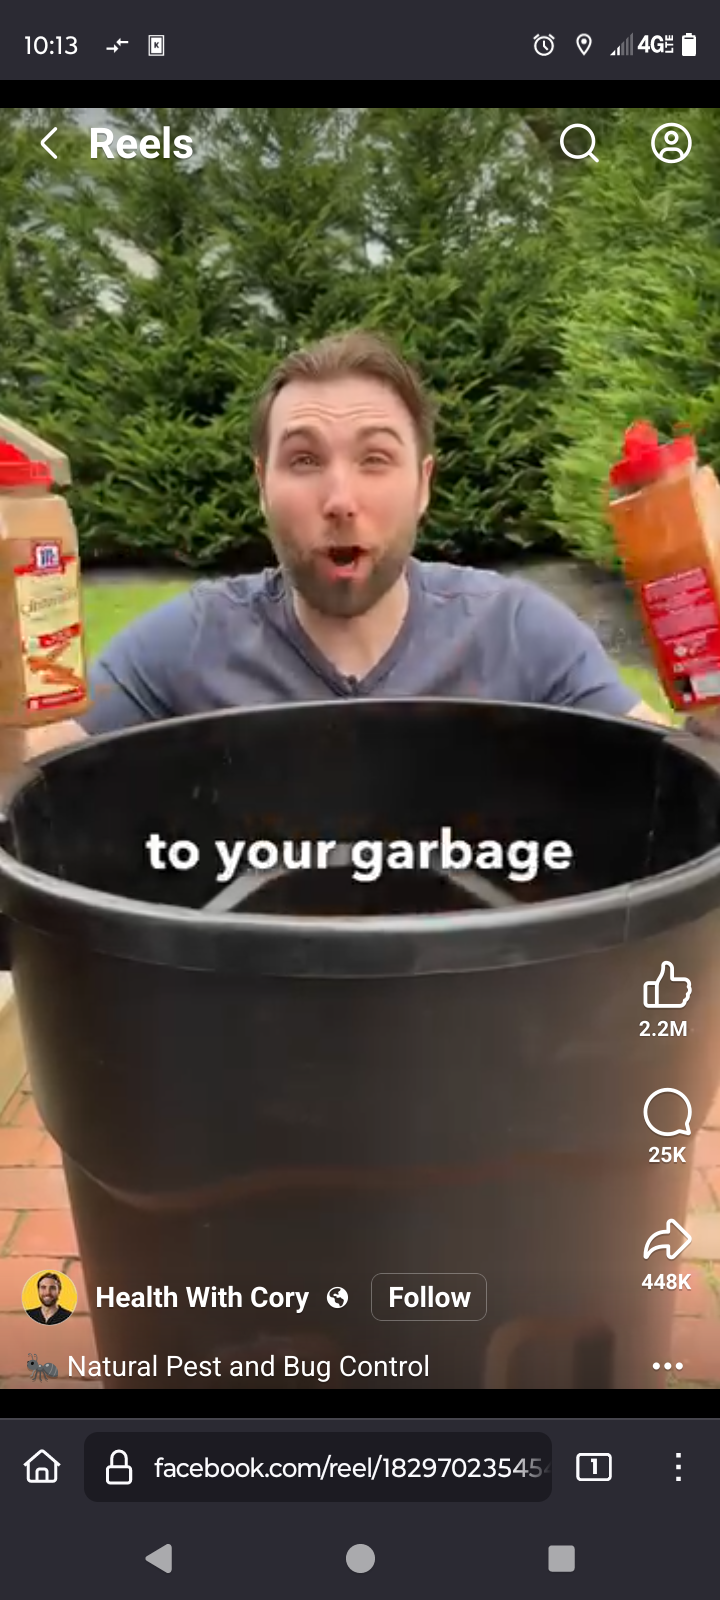 10:13
4G LTE
Reels
to your garbage
2.2M
25K
448K
Health With Cory
Follow
Natural Pest and Bug Control
facebook.com/reel/18297023545
1